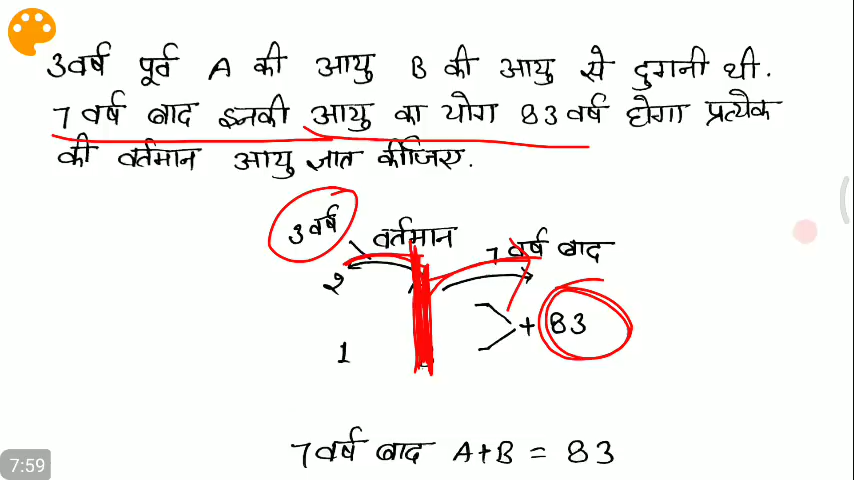 3 वर्ष पूर्व A की आयु B की आयु से दुगनी थी.
7 वर्ष बाद इनकी आयु का योग 83 वर्ष होगा प्रत्येक
की वर्तमान आयु ज्ञात कीजिए.
3 वर्ष वर्तमान 7 वर्ष बाद
2
+ 83
1
7 वर्ष बाद A+B = 83
7:59